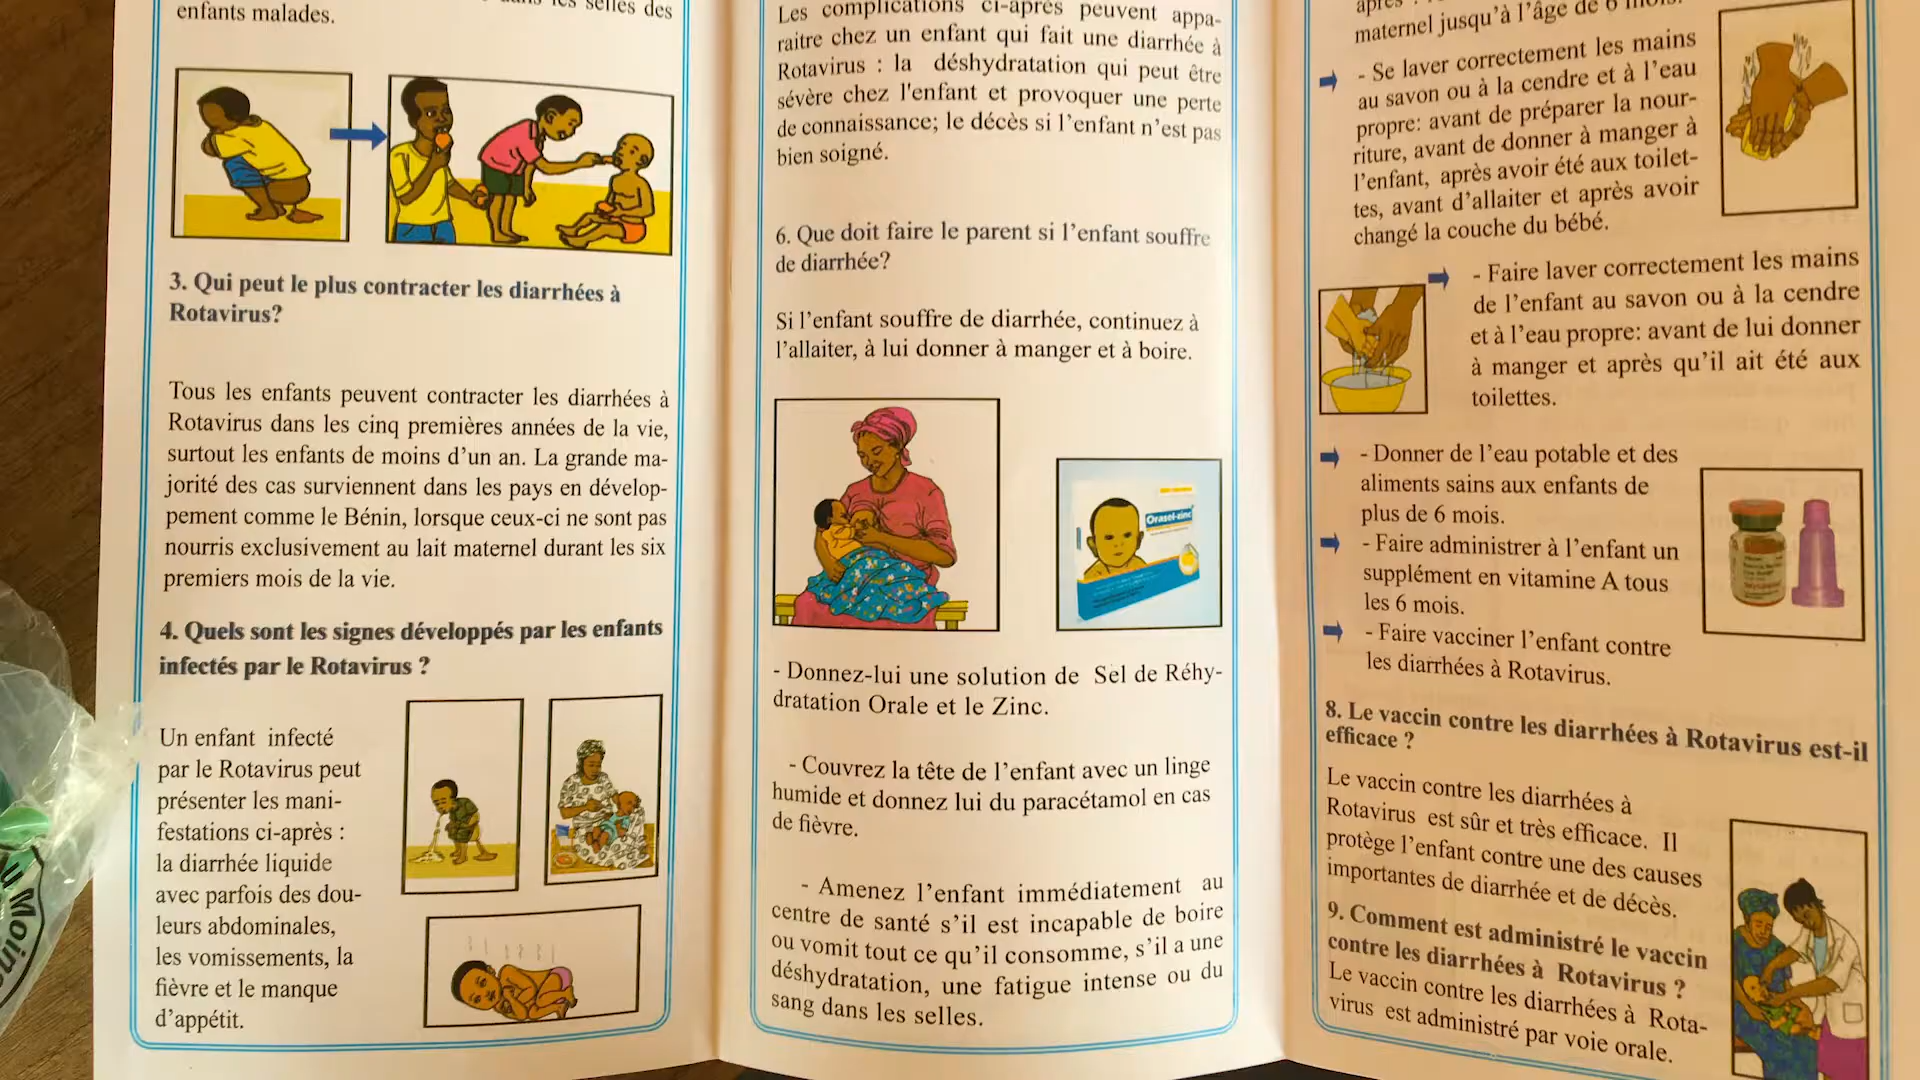 les selles des
enfants malades.
3. Qui peut le plus contracter les diarrhées à
Rotavirus?
Tous les enfants peuvent contracter les diarrhées à
Rotavirus dans les cinq premières années de la vie,
surtout les enfants de moins d'un an. La grande ma-
jorité des cas surviennent dans les pays en dévelop-
pement comme le Bénin, lorsque ceux-ci ne sont pas
nourris exclusivement au lait maternel durant les six
premiers mois de la vie.
4. Quels sont les signes développés par les enfants
infectés par le Rotavirus ?
Un enfant infecté
par le Rotavirus peut
présenter les mani-
festations ci-après :
la diarrhée liquide
avec parfois des dou-
leurs abdominales,
les vomissements, la
fièvre et le manque
d'appétit.
Les complications ci-après peuvent appa-
raitre chez un enfant qui fait une diarrhée à
Rotavirus : la déshydratation qui peut être
sévère chez l'enfant et provoquer une perte
de connaissance; le décès si l'enfant n'est pas
bien soigné.
6. Que doit faire le parent si l'enfant souffre
de diarrhée?
Si l'enfant souffre de diarrhée, continuez à
l'allaiter, à lui donner à manger et à boire.
Orasel-zinc
- Donnez-lui une solution de Sel de Réhy-
dratation Orale et le Zinc.
- Couvrez la tête de l'enfant avec un linge
humide et donnez lui du paracétamol en cas
de fièvre.
- Amenez l'enfant immédiatement au
centre de santé s'il est incapable de boire
ou vomit tout ce qu'il consomme, s'il a une
déshydratation, une fatigue intense ou du
sang dans les selles.
maternel jusqu'à l'âge de 6 mois.
- Se laver correctement les mains
au savon ou à la cendre et à l'eau
propre: avant de préparer la nour-
riture, avant de donner à manger à
l'enfant, après avoir été aux toilet-
tes, avant d'allaiter et après avoir
changé la couche du bébé.
- Faire laver correctement les mains
de l'enfant au savon ou à la cendre
et à l'eau propre: avant de lui donner
à manger et après qu'il ait été aux
toilettes.
- Donner de l'eau potable et des
aliments sains aux enfants de
plus de 6 mois.
- Faire administrer à l'enfant un
supplément en vitamine A tous
les 6 mois.
- Faire vacciner l'enfant contre
les diarrhées à Rotavirus.
8. Le vaccin contre les diarrhées à Rotavirus est-il
efficace ?
Le vaccin contre les diarrhées à
Rotavirus est sûr et très efficace. Il
protège l'enfant contre une des causes
importantes de diarrhée et de décès.
9. Comment est administré le vaccin
contre les diarrhées à Rotavirus ?
Le vaccin contre les diarrhées à Rota-
virus est administré par voie orale.